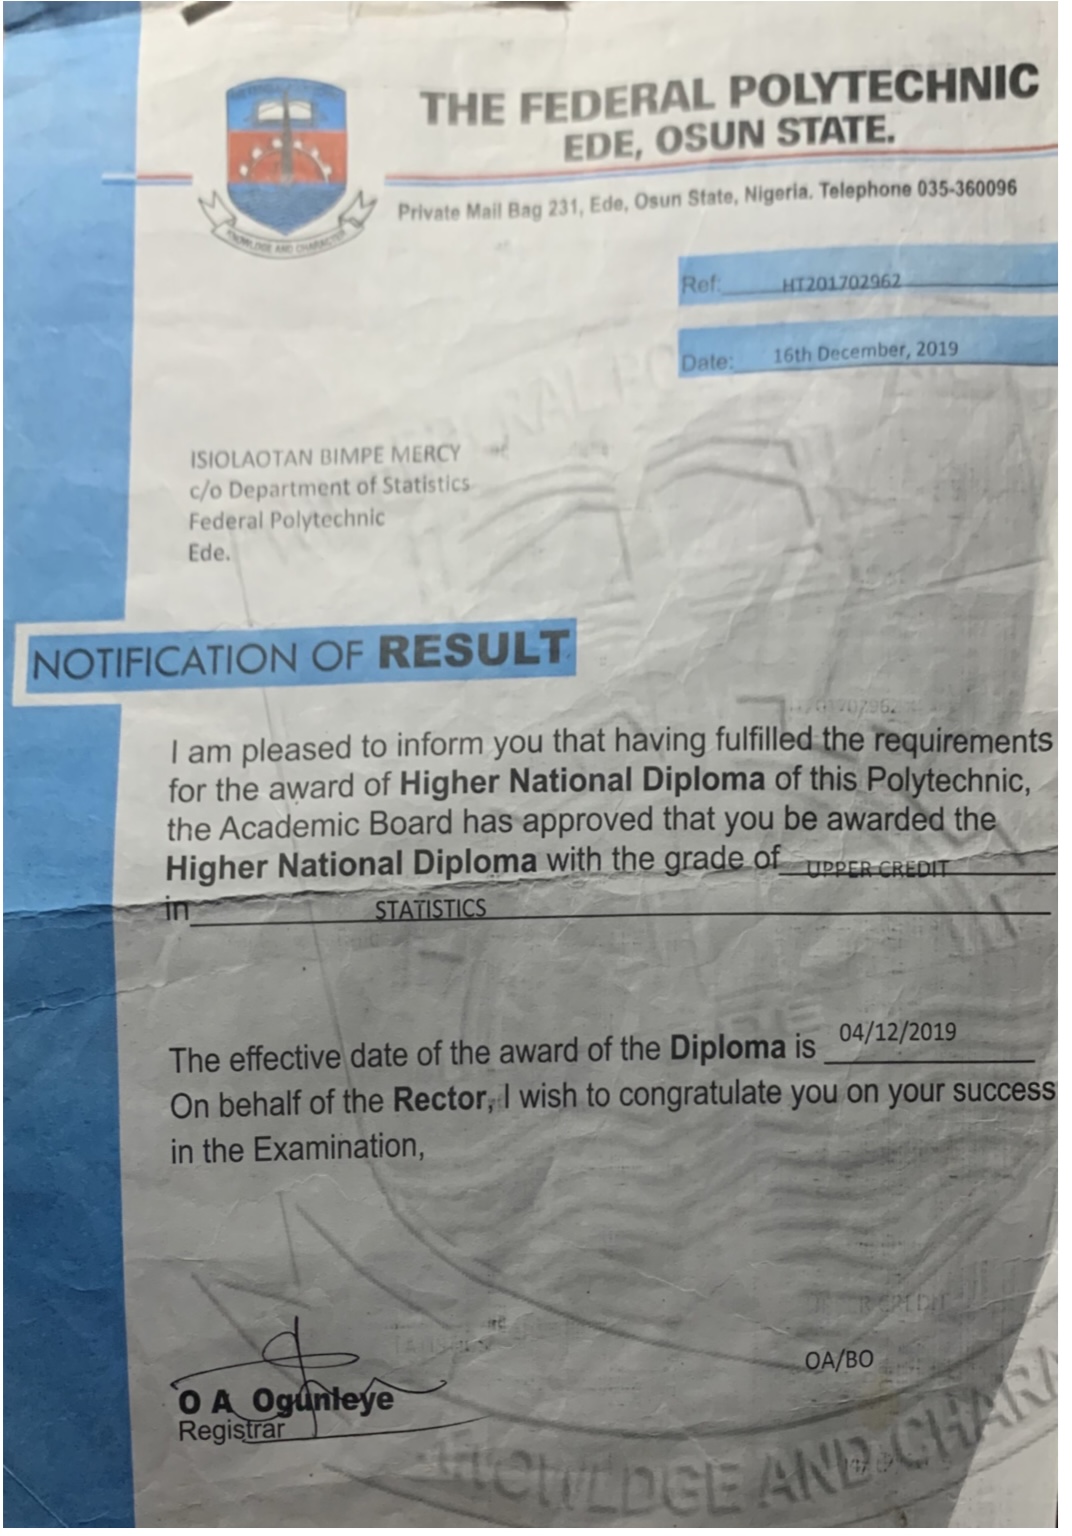 THE FEDERAL POLYTECHNIC
EDE, OSUN STATE.
Private Mail Bag 231, Ede, Osun State, Nigeria. Telephone 035-360096
KNOWLEDGE AND CHARACTER
Ref: HT201702962
Date: 16th December, 2019
ISIOLAOTAN BIMPE MERCY
c/o Department of Statistics
Federal Polytechnic
Ede.
NOTIFICATION OF RESULT
I am pleased to inform you that having fulfilled the requirements
for the award of Higher National Diploma of this Polytechnic,
the Academic Board has approved that you be awarded the
Higher National Diploma with the grade of UPPER CREDIT
in STATISTICS
The effective date of the award of the Diploma is 04/12/2019
On behalf of the Rector, I wish to congratulate you on your success
in the Examination,
OA/BO
O A Ogunleye
Registrar